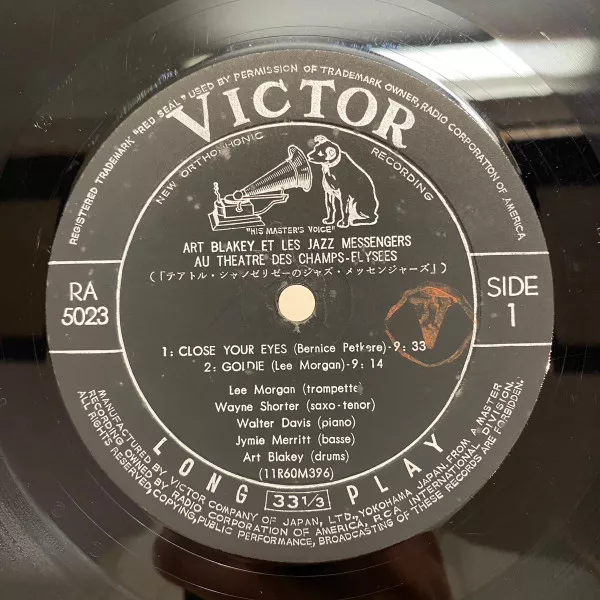 REGISTERED TRADEMARK "RED SEAL" USED BY PERMISSION OF TRADEMARK OWNER, RADIO CORPORATION OF AMERICA
VICTOR
NEW ORTHOPHONIC RECORDING
"HIS MASTER'S VOICE"
ART BLAKEY ET LES JAZZ MESSENGERS
AU THEATRE DES CHAMPS-ELYSEES
(「テアトル・シャンゼリゼーのジャズ・メッセンジャーズ」)
RA
5023
SIDE
1
1: CLOSE YOUR EYES (Bernice Petkere)-9: 33
2: GOLDIE (Lee Morgan)-9: 14
Lee Morgan (trompette
Wayne Shorter (saxo-tenor)
Walter Davis (piano)
Jymie Merritt (basse)
Art Blakey (drums)
(11R60M396)
LONG 33 1/3 PLAY
MANUFACTURED BY VICTOR COMPANY OF JAPAN, LTD., YOKOHAMA, JAPAN, FROM A MASTER
RECORDING OWNED BY RADIO CORPORATION OF AMERICA, RCA INTERNATIONAL DIVISION.
ALL RIGHTS RESERVED, COPYING, PUBLIC PERFORMANCE, BROADCASTING OF THESE RECORDS ARE FORBIDDEN.